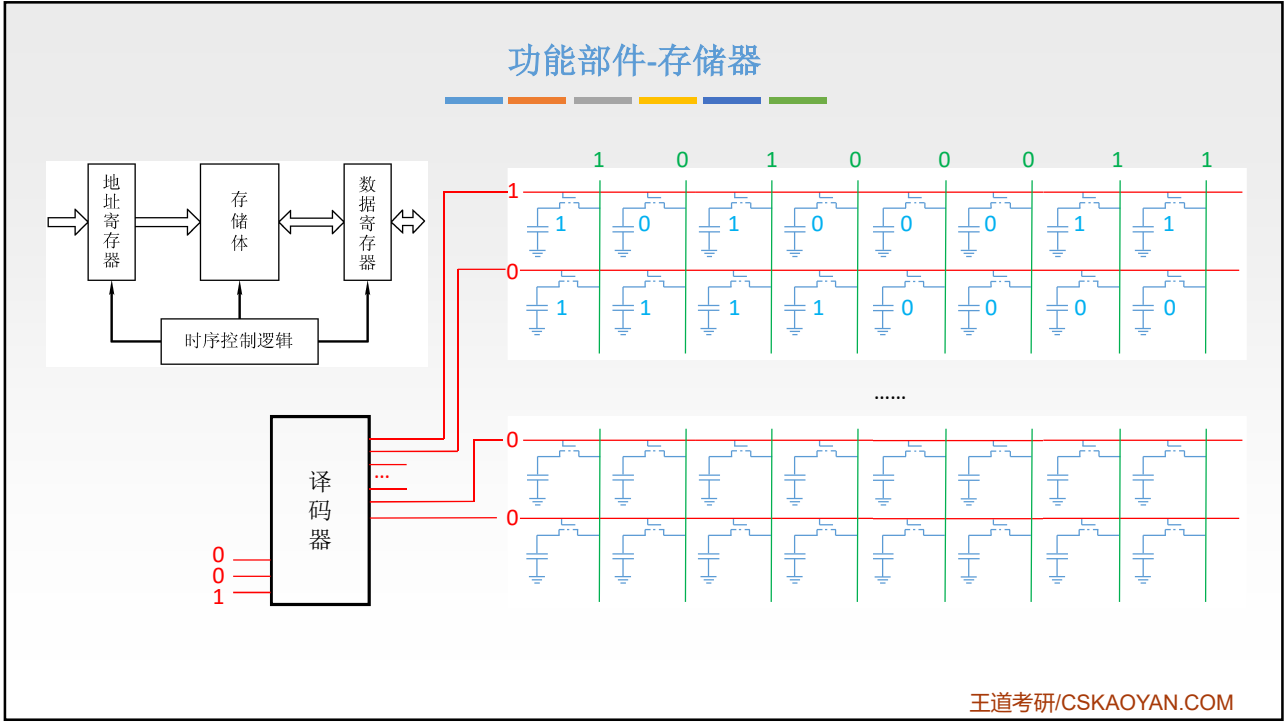 功能部件-存储器
地址寄存器
存储体
数据寄存器
时序控制逻辑
1 0 1 0 0 0 1 1
1
1 0 1 0 0 0 1 1
0
1 1 1 1 0 0 0 0
......
0
0
译码器
...
0
0
1
王道考研/CSKAOYAN.COM